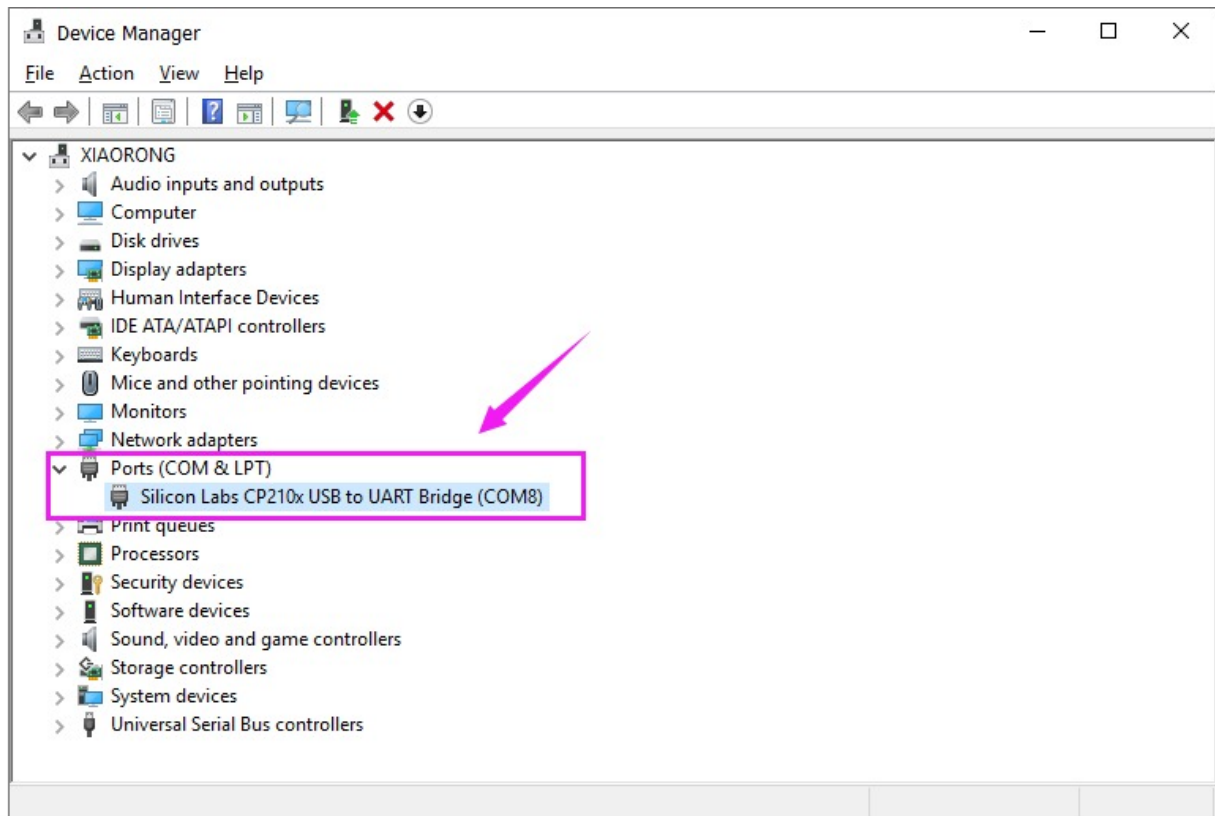 Device Manager
File Action View Help
XIAORONG
Audio inputs and outputs
Computer
Disk drives
Display adapters
Human Interface Devices
IDE ATA/ATAPI controllers
Keyboards
Mice and other pointing devices
Monitors
Network adapters
Ports (COM & LPT)
Silicon Labs CP210x USB to UART Bridge (COM8)
Print queues
Processors
Security devices
Software devices
Sound, video and game controllers
Storage controllers
System devices
Universal Serial Bus controllers